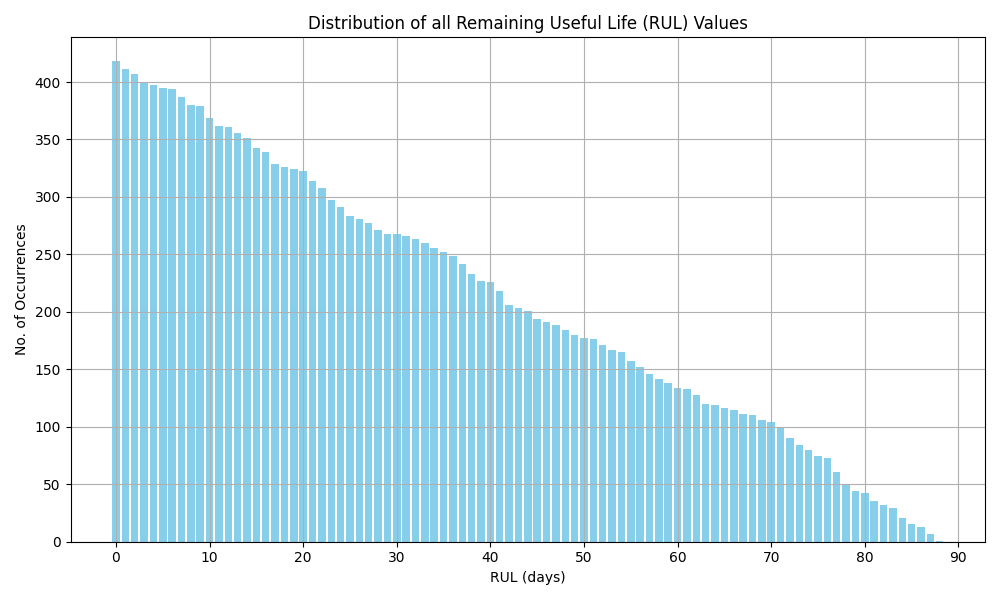 Distribution of all Remaining Useful Life (RUL) Values
No. of Occurrences
400
350
300
250
200
150
100
50
0
0 10 20 30 40 50 60 70 80 90
RUL (days)